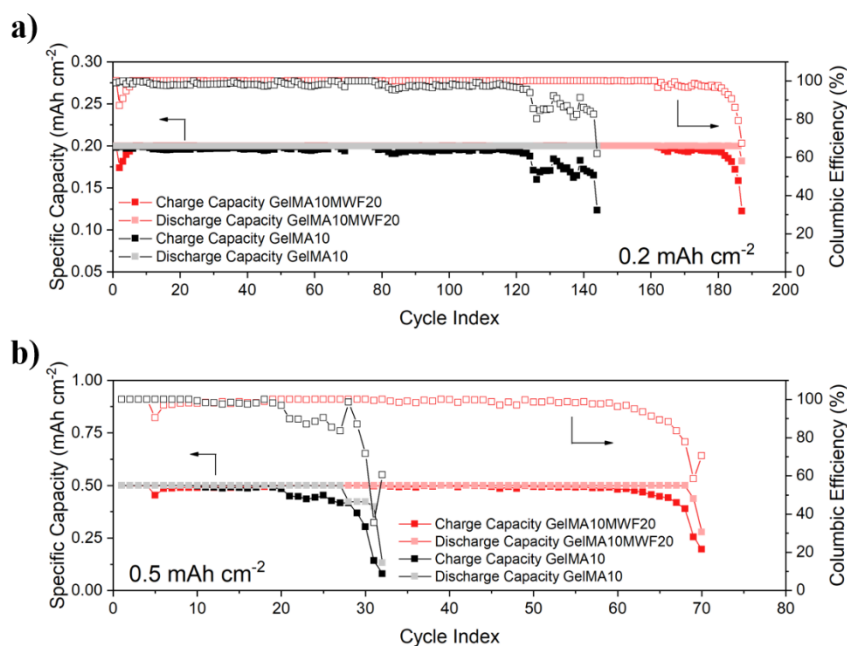 a)
Specific Capacity (mAh cm-2)
0.30
0.25
0.20
0.15
0.10
0.05
Charge Capacity GelMA10MWF20
Discharge Capacity GelMA10MWF20
Charge Capacity GelMA10
Discharge Capacity GelMA10
0.2 mAh cm-2
100
80
60
40
20
0
Columbic Efficiency (%)
0 20 40 60 80 100 120 140 160 180 200
Cycle Index
b)
Specific Capacity (mAh cm-2)
1.00
0.75
0.50
0.25
0.00
0.5 mAh cm-2
Charge Capacity GelMA10MWF20
Discharge Capacity GelMA10MWF20
Charge Capacity GelMA10
Discharge Capacity GelMA10
100
80
60
40
20
0
Columbic Efficiency (%)
0 10 20 30 40 50 60 70 80
Cycle Index